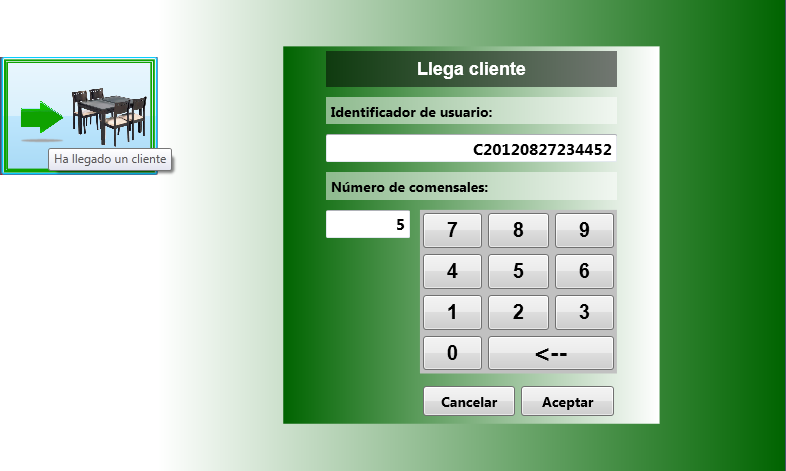 Llega cliente
Identificador de usuario:
C20120827234452
Ha llegado un cliente
Número de comensales:
5
7 8 9
4 5 6
1 2 3
0 <--
Cancelar Aceptar